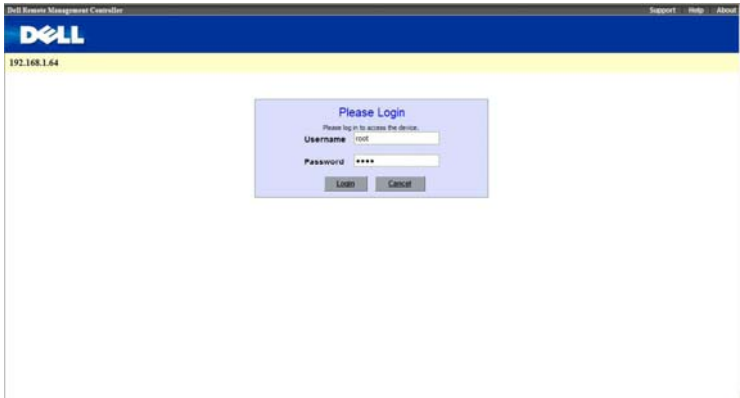 Dell Remote Management Controller
Support Help About
DELL
192.168.1.64
Please Login
Please log in to access the device.
Username root
Password ••••
Login Cancel